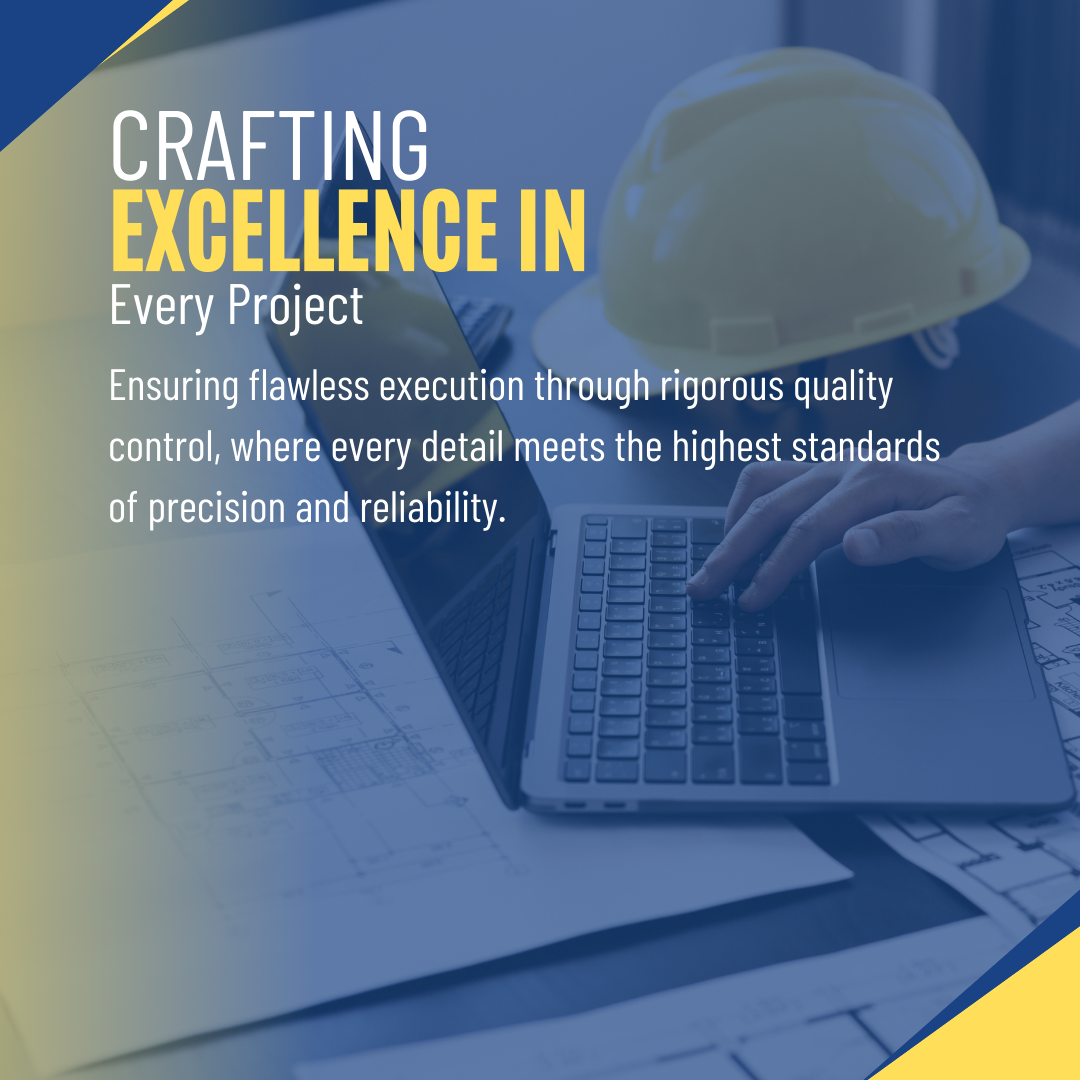 CRAFTING
EXCELLENCE IN
Every Project
Ensuring flawless execution through rigorous quality
control, where every detail meets the highest standards
of precision and reliability.